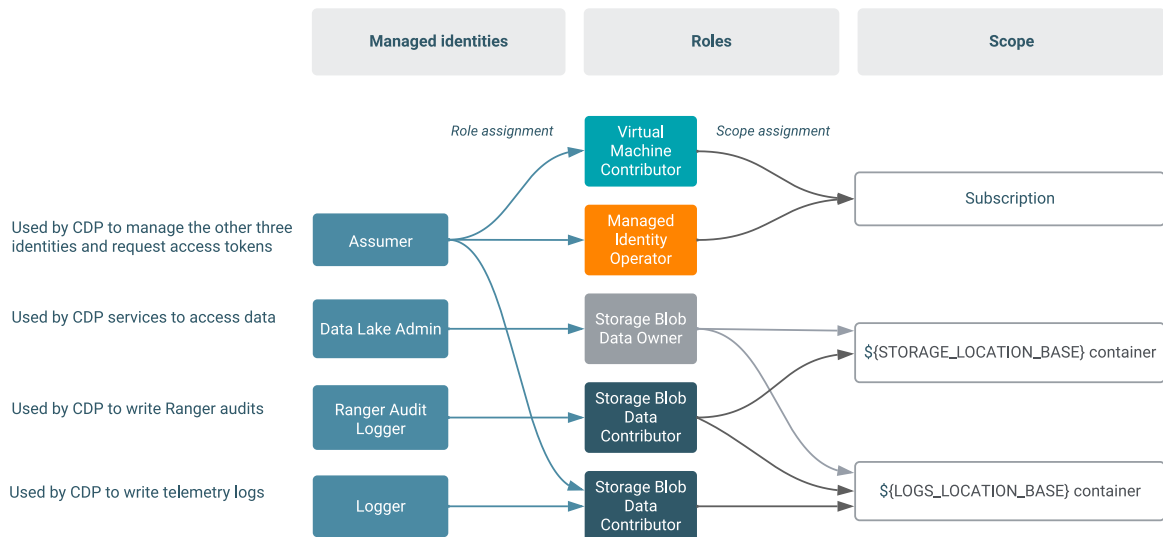 Managed identities
Roles
Scope
Role assignment
Scope assignment
Virtual
Machine
Contributor
Subscription
Used by CDP to manage the other three
identities and request access tokens
Assumer
Managed
Identity
Operator
Used by CDP services to access data
Data Lake Admin
Storage Blob
Data Owner
${STORAGE_LOCATION_BASE} container
Used by CDP to write Ranger audits
Ranger Audit
Logger
Storage Blob
Data
Contributor
Used by CDP to write telemetry logs
Logger
Storage Blob
Data
Contributor
${LOGS_LOCATION_BASE} container